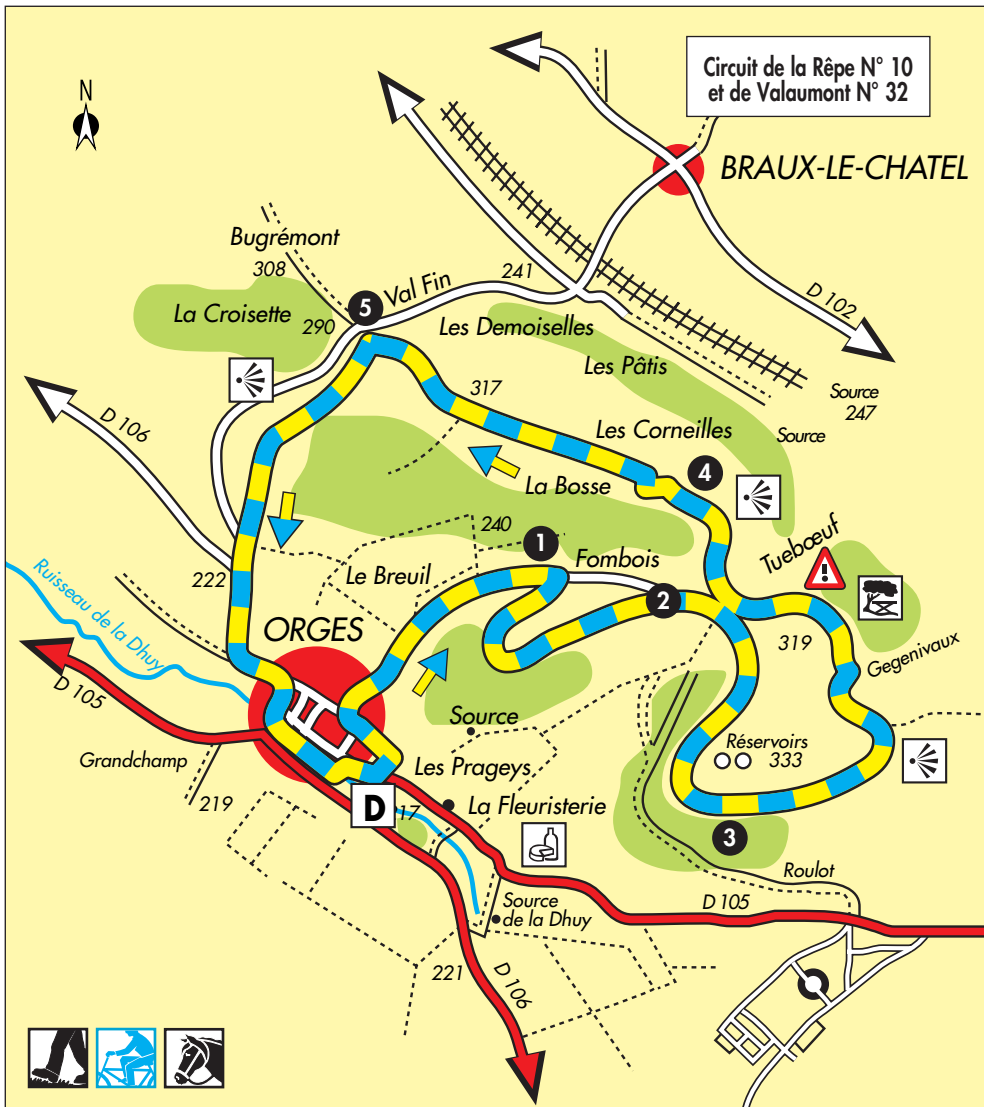 Circuit de la Rêpe N° 10
et de Valaumont N° 32
N
BRAUX-LE-CHATEL
Bugrémont
308
Val Fin
241
5
La Croisette
290
D 102
Les Demoiselles
Les Pâtis
Source
247
317
D 106
Les Corneilles
Source
4
La Bosse
240
1
Fombois
Tuebœuf
222
Le Breuil
2
Ruisseau de la Dhuy
ORGES
319
Gegenivaux
D 105
Source
Réservoirs
333
Grandchamp
Les Prageys
219
D
17
La Fleuristerie
3
Roulot
D 105
Source
de la Dhuy
221
D 106